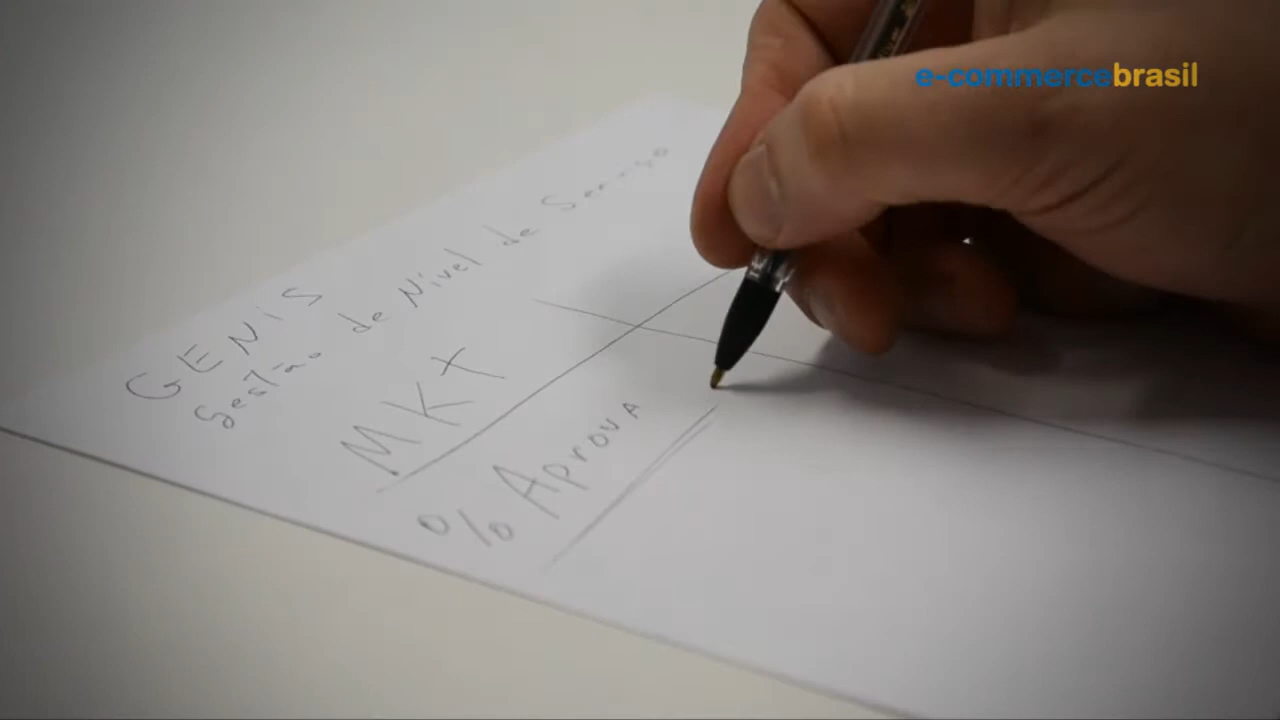 e-commercebrasil
GENiS
Gestão de Nível de Serviço
MKT
% Aprova